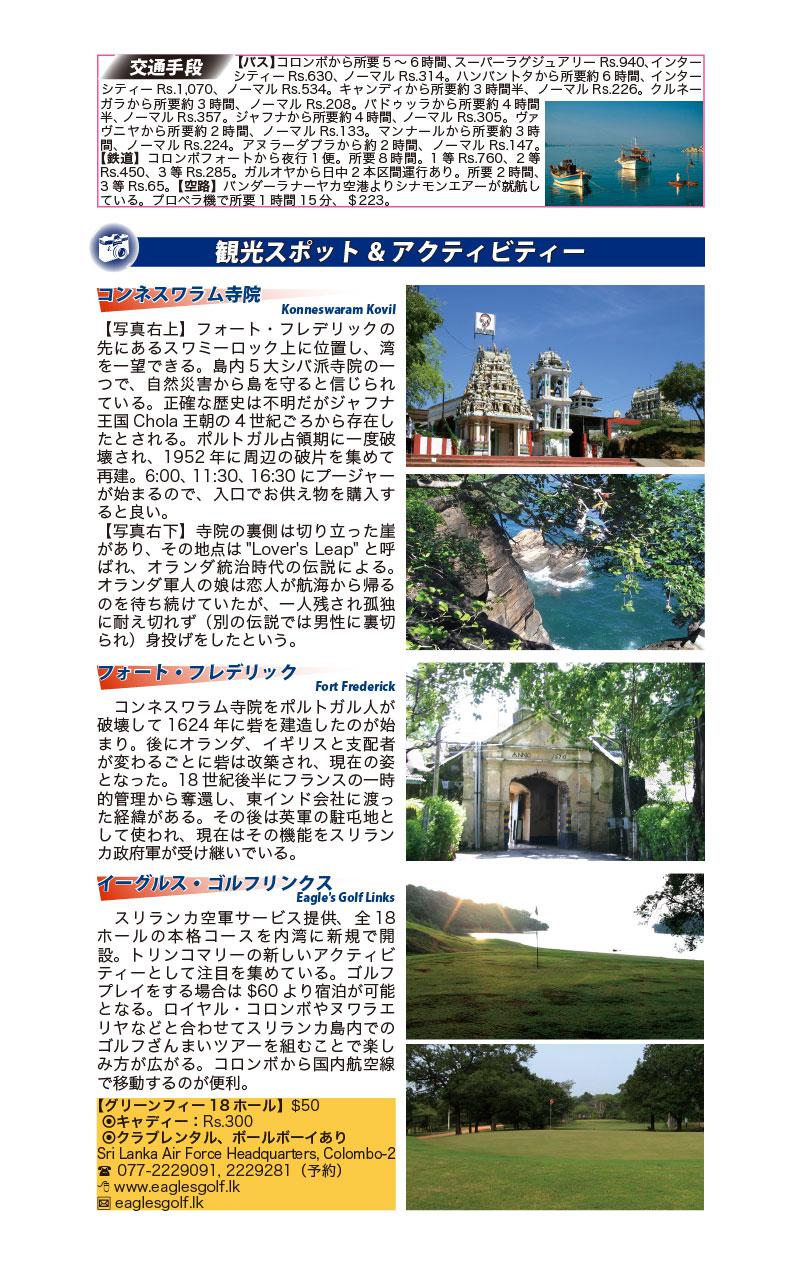 交通手段
【バス】コロンボから所要５～６時間、スーパーラグジュアリー Rs.940、インター
シティー Rs.630、ノーマル Rs.314。ハンバントタから所要約６時間、インター
シティー Rs.1,070、ノーマル Rs.534。キャンディから所要約３時間半、ノーマル Rs.226。クルネー
ガラから所要約３時間、ノーマル Rs.208。バドゥッラから所要約４時間
半、ノーマル Rs.357。ジャフナから所要約４時間、ノーマル Rs.305。ヴァ
ヴニヤから所要約２時間、ノーマル Rs.133。マンナールから所要約３時
間、ノーマル Rs.224。アヌラーダプラから約２時間、ノーマル Rs.147。
【鉄道】コロンボフォートから夜行１便。所要８時間。１等 Rs.760、２等
Rs.450、３等 Rs.285。ガルオヤから日中２本区間運行あり。所要２時間、
３等 Rs.65。【空路】バンダーラナーヤカ空港よりシナモンエアーが就航し
ている。プロペラ機で所要１時間15分、＄223。
観光スポット＆アクティビティー
コンネスワラム寺院
Konneswaram Kovil
【写真右上】フォート・フレデリックの
先にあるスワミーロック上に位置し、湾
を一望できる。島内５大シバ派寺院の一
つで、自然災害から島を守ると信じられ
ている。正確な歴史は不明だがジャフナ
王国 Chola 王朝の４世紀ごろから存在し
たとされる。ポルトガル占領期に一度破
壊され、1952 年に周辺の破片を集めて
再建。6:00、11:30、16:30 にプージャー
が始まるので、入口でお供え物を購入す
ると良い。
【写真右下】寺院の裏側は切り立った崖
があり、その地点は "Lover's Leap" と呼
ばれ、オランダ統治時代の伝説による。
オランダ軍人の娘は恋人が航海から帰る
のを待ち続けていたが、一人残され孤独
に耐え切れず（別の伝説では男性に裏切
られ）身投げをしたという。
フォート・フレデリック
Fort Frederick
コンネスワラム寺院をポルトガル人が
破壊して 1624 年に砦を建造したのが始
まり。後にオランダ、イギリスと支配者
が変わるごとに砦は改築され、現在の姿
となった。18 世紀後半にフランスの一時
的管理から奪還し、東インド会社に渡っ
た経緯がある。その後は英軍の駐屯地と
して使われ、現在はその機能をスリラン
カ政府軍が受け継いでいる。
イーグルス・ゴルフリンクス
Eagle's Golf Links
スリランカ空軍サービス提供、全 18
ホールの本格コースを内湾に新規で開
設。トリンコマリーの新しいアクティビ
ティーとして注目を集めている。ゴルフ
プレイをする場合は $60 より宿泊が可能
となる。ロイヤル・コロンボやヌワラエ
リヤなどと合わせてスリランカ島内での
ゴルフざんまいツアーを組むことで楽し
み方が広がる。コロンボから国内航空線
で移動するのが便利。
【グリーンフィー 18 ホール】$50
◉キャディー：Rs.300
◉クラブレンタル、ボールボーイあり
Sri Lanka Air Force Headquarters, Colombo-2
☎ 077-2229091, 2229281（予約）
www.eaglesgolf.lk
✉ eaglesgolf.lk